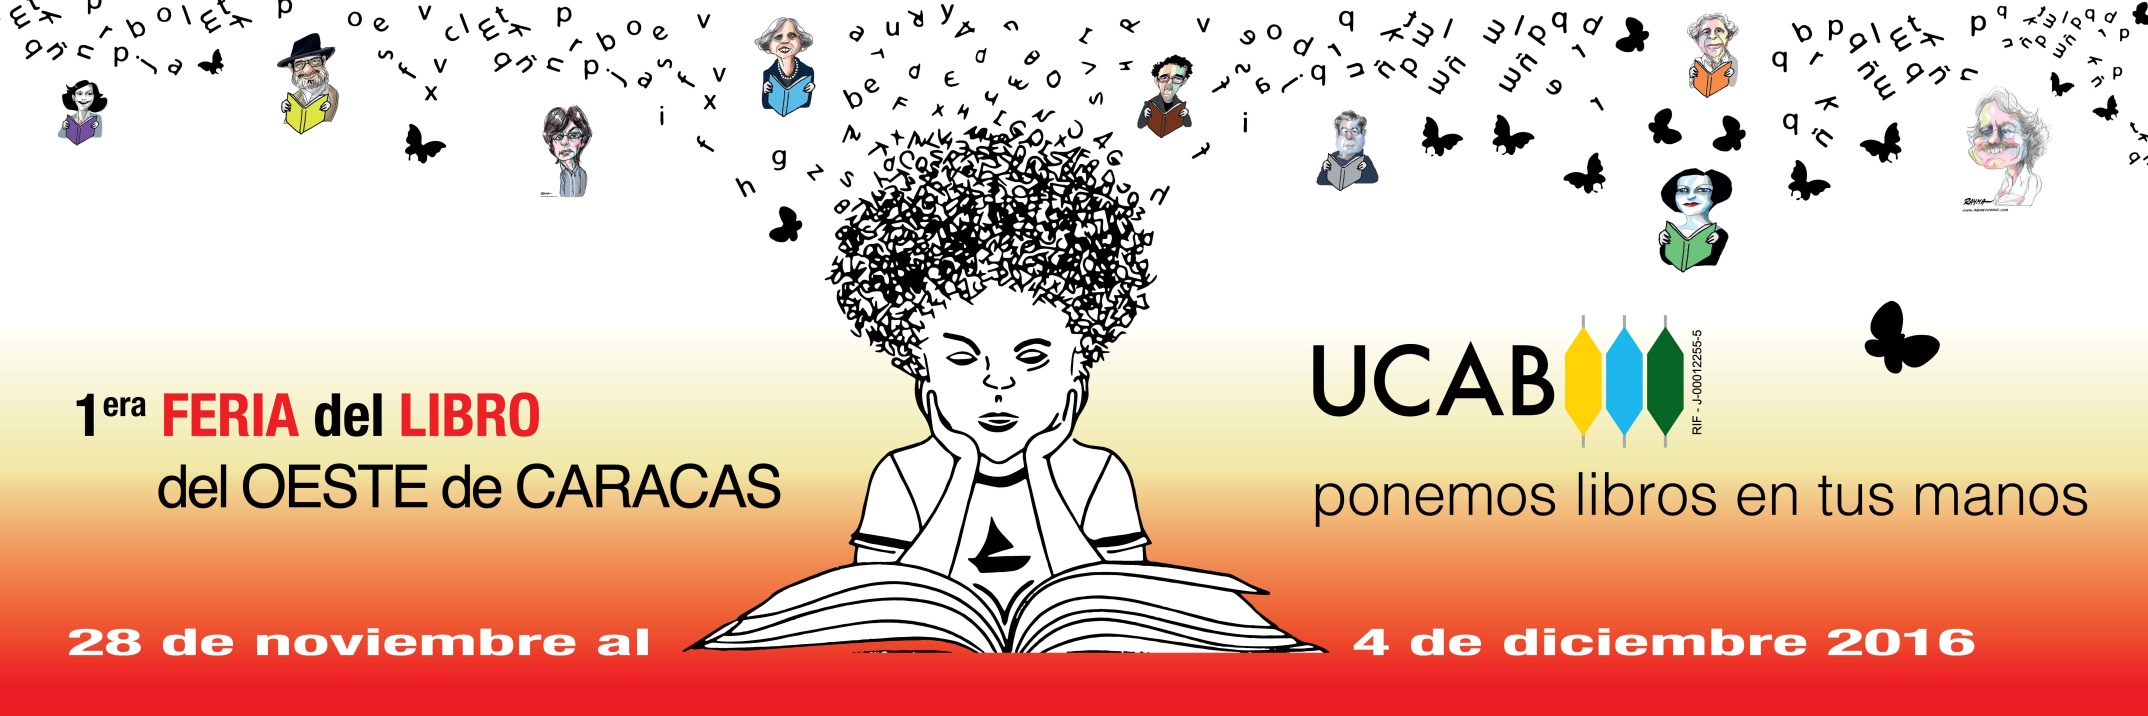 1era FERIA del LIBRO
del OESTE de CARACAS
28 de noviembre al
UCAB
RIF - J-00012255-5
ponemos libros en tus manos
4 de diciembre 2016
RAYMA